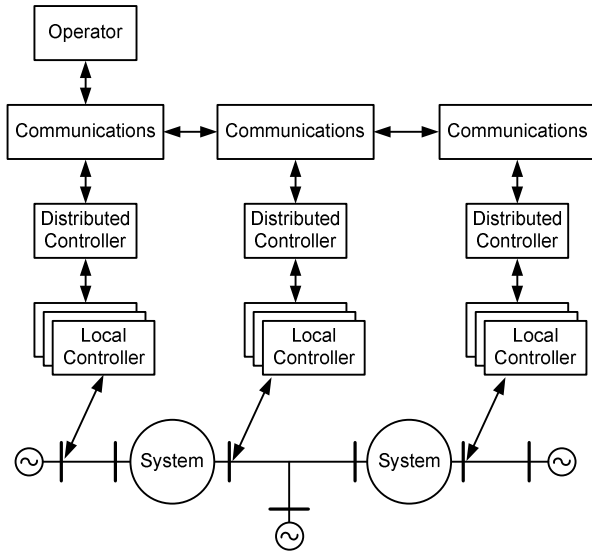 Operator
Communications
Communications
Communications
Distributed
Controller
Distributed
Controller
Distributed
Controller
Local
Controller
Local
Controller
Local
Controller
System
System